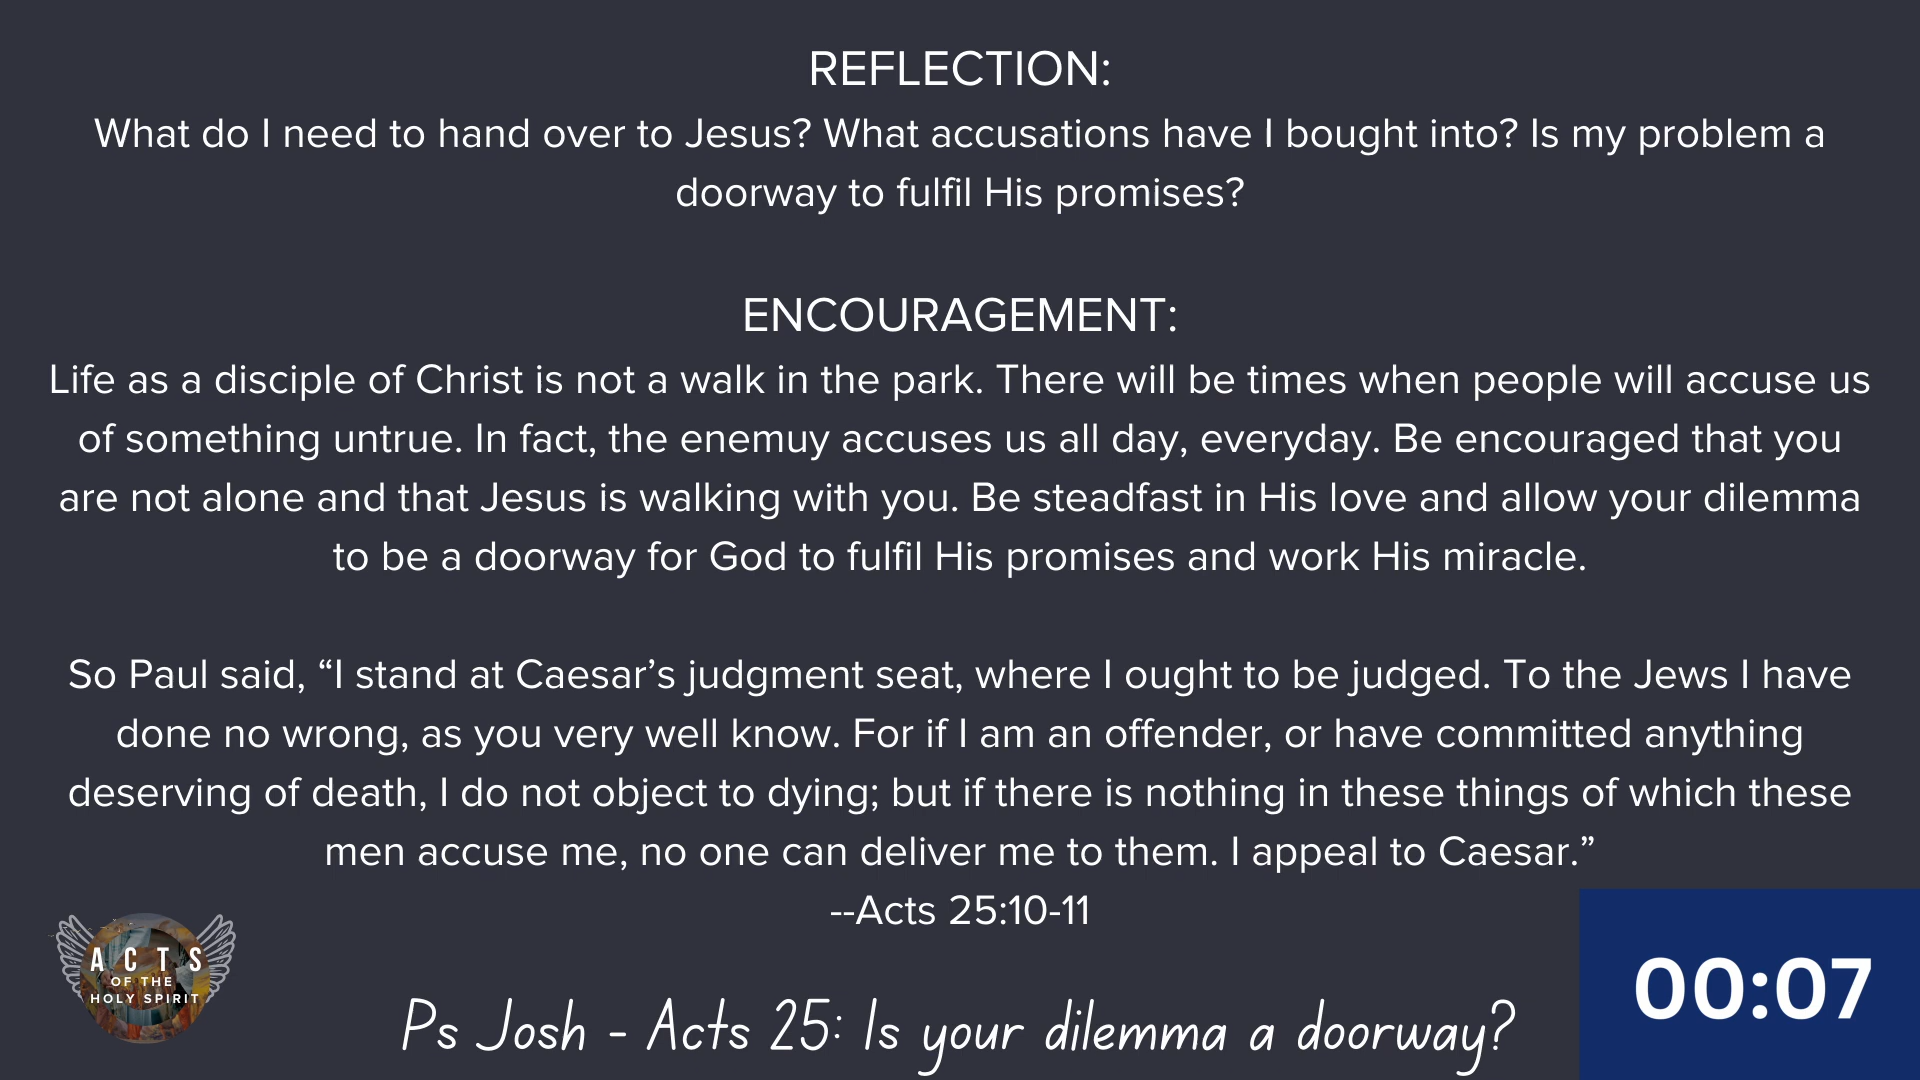 REFLECTION:
What do I need to hand over to Jesus? What accusations have I bought into? Is my problem a
doorway to fulfil His promises?
ENCOURAGEMENT:
Life as a disciple of Christ is not a walk in the park. There will be times when people will accuse us
of something untrue. In fact, the enemuy accuses us all day, everyday. Be encouraged that you
are not alone and that Jesus is walking with you. Be steadfast in His love and allow your dilemma
to be a doorway for God to fulfil His promises and work His miracle.
So Paul said, “I stand at Caesar’s judgment seat, where I ought to be judged. To the Jews I have
done no wrong, as you very well know. For if I am an offender, or have committed anything
deserving of death, I do not object to dying; but if there is nothing in these things of which these
men accuse me, no one can deliver me to them. I appeal to Caesar.”
--Acts 25:10-11
ACTS
OF THE
HOLY SPIRIT
Ps Josh - Acts 25: Is your dilemma a doorway?
00:07